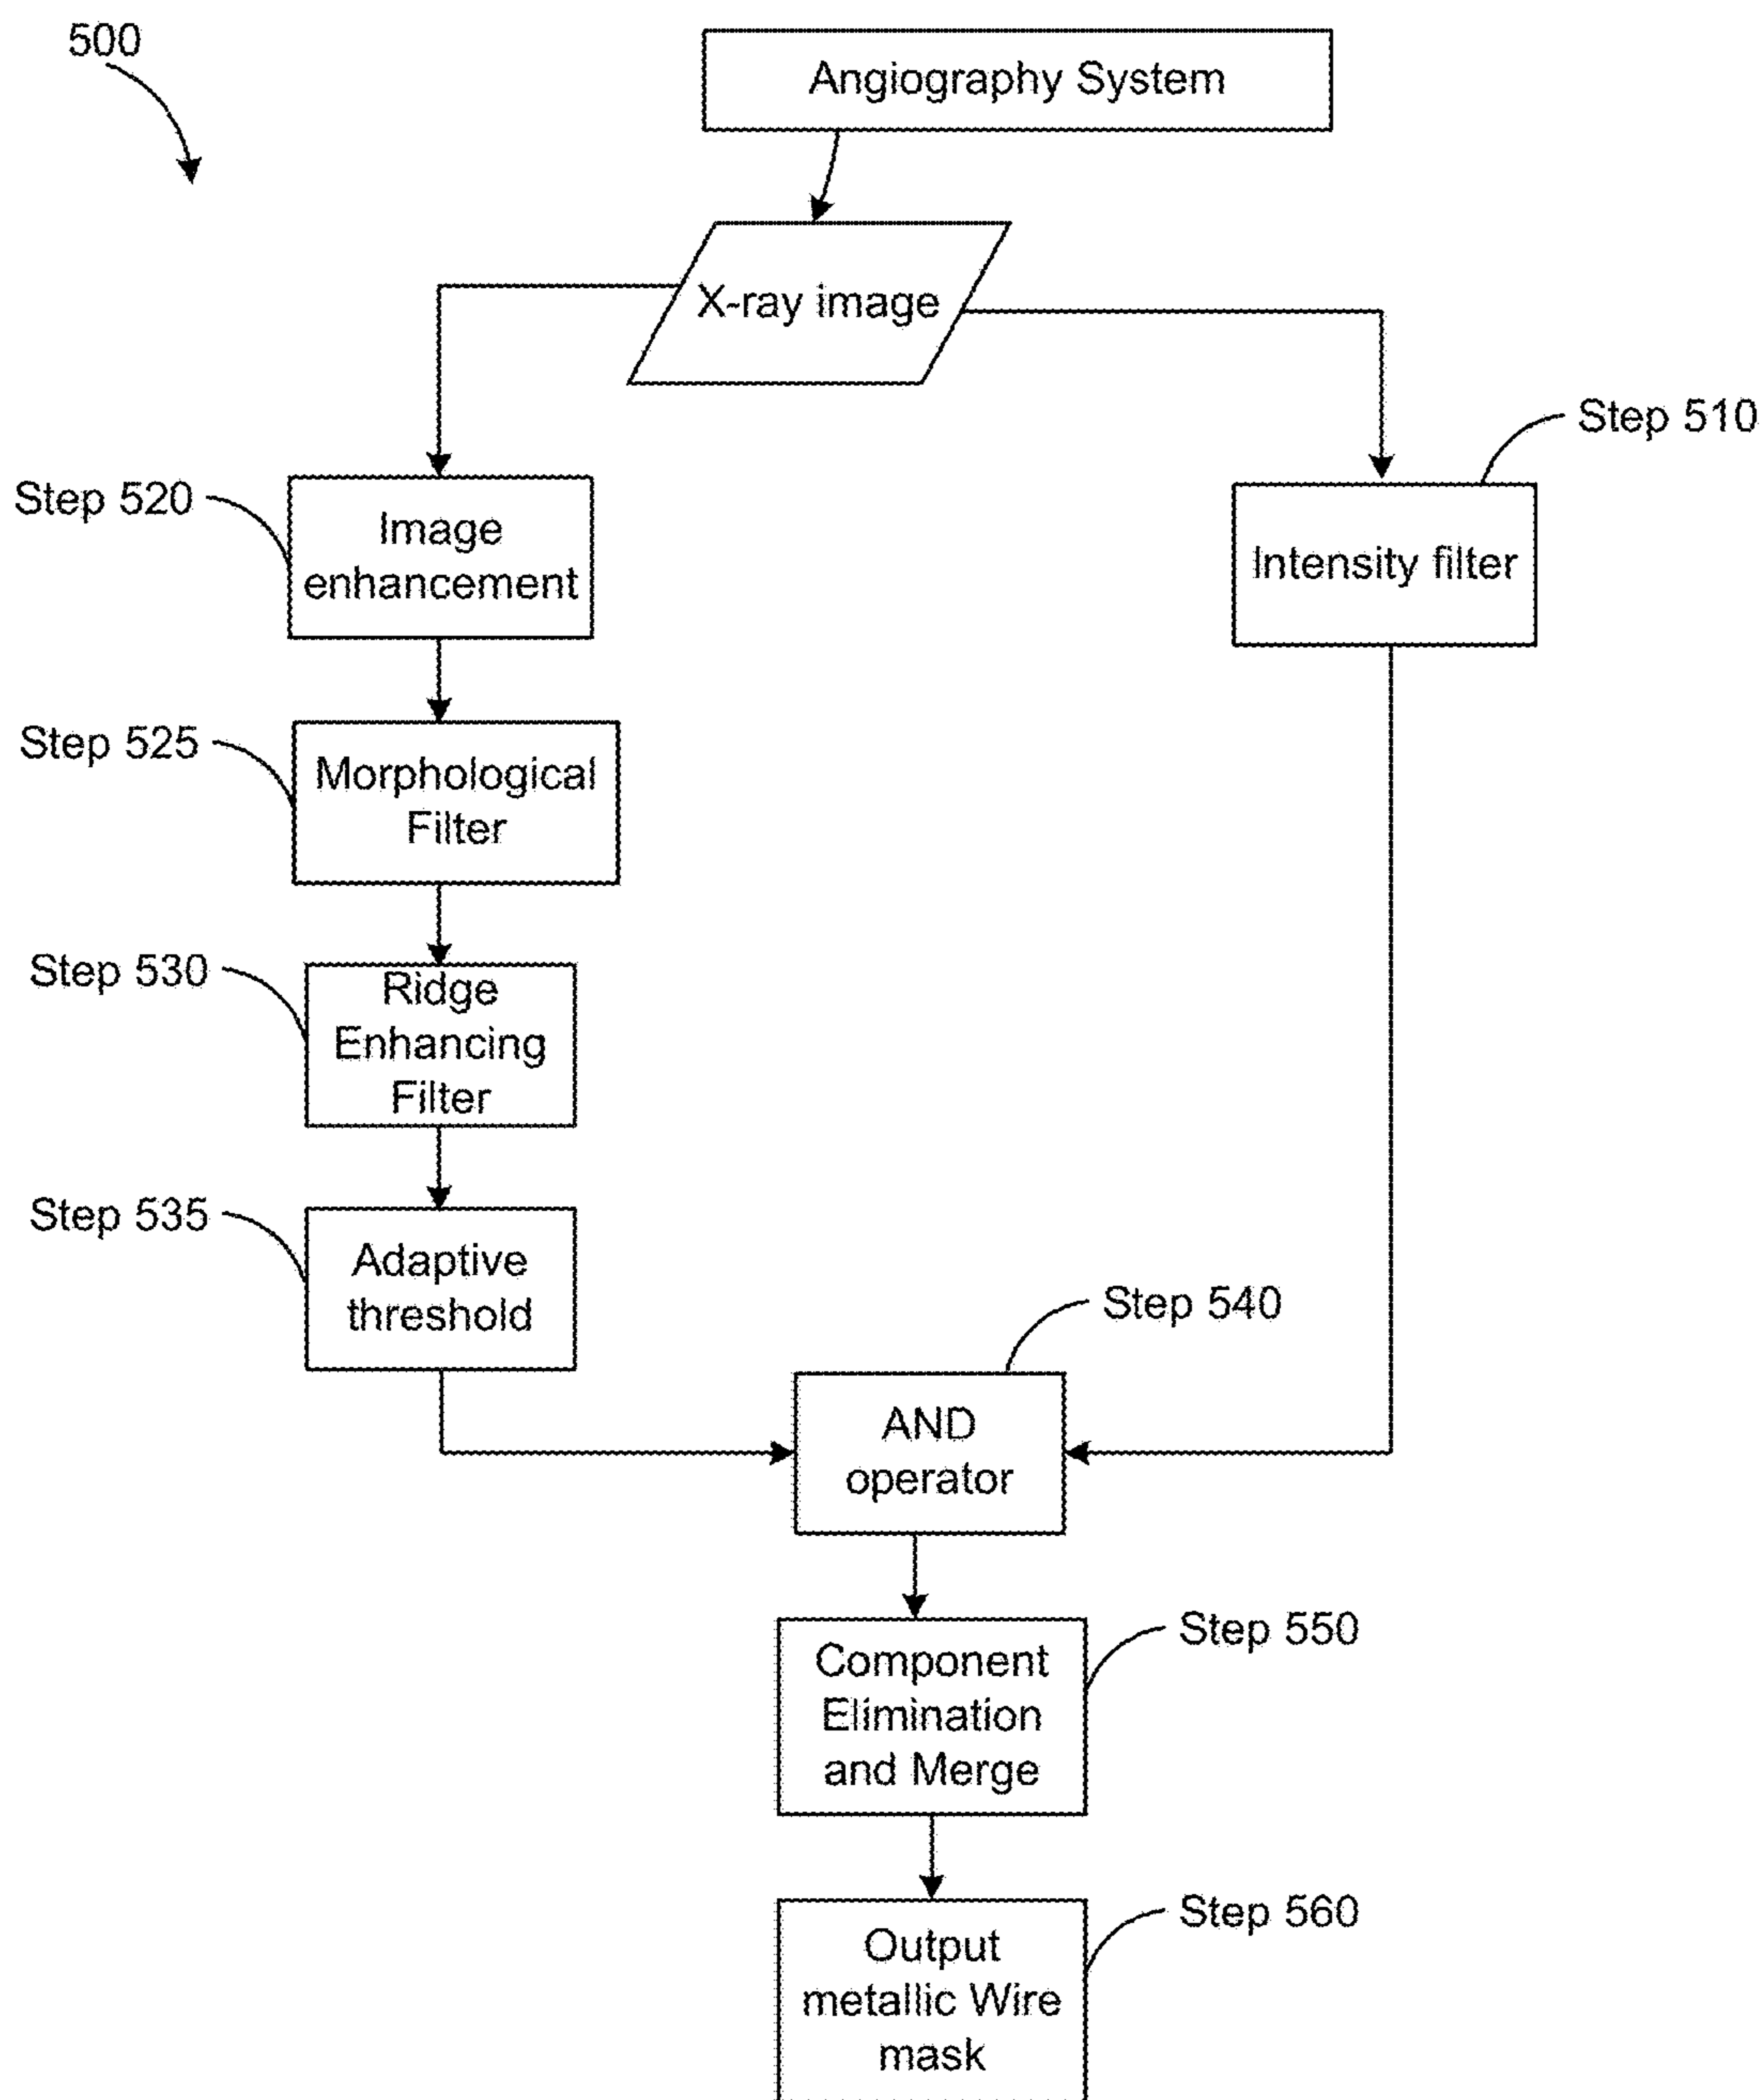 500
Angiography System
X-ray image
Step 510
Intensity filter
Step 520
Image
enhancement
Step 525
Morphological
Filter
Step 530
Ridge
Enhancing
Filter
Step 535
Adaptive
threshold
Step 540
AND
operator
Step 550
Component
Elimination
and Merge
Step 560
Output
metallic Wire
mask